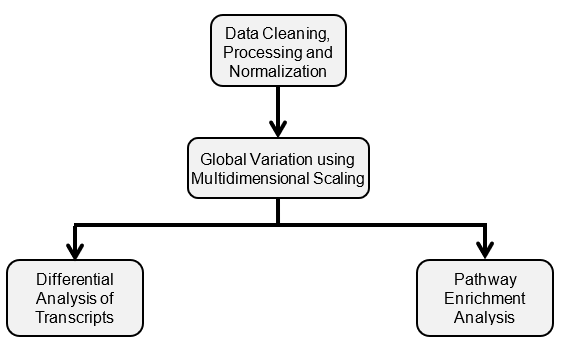 Data Cleaning,
Processing and
Normalization
Global Variation using
Multidimensional Scaling
Differential
Analysis of
Transcripts
Pathway
Enrichment
Analysis